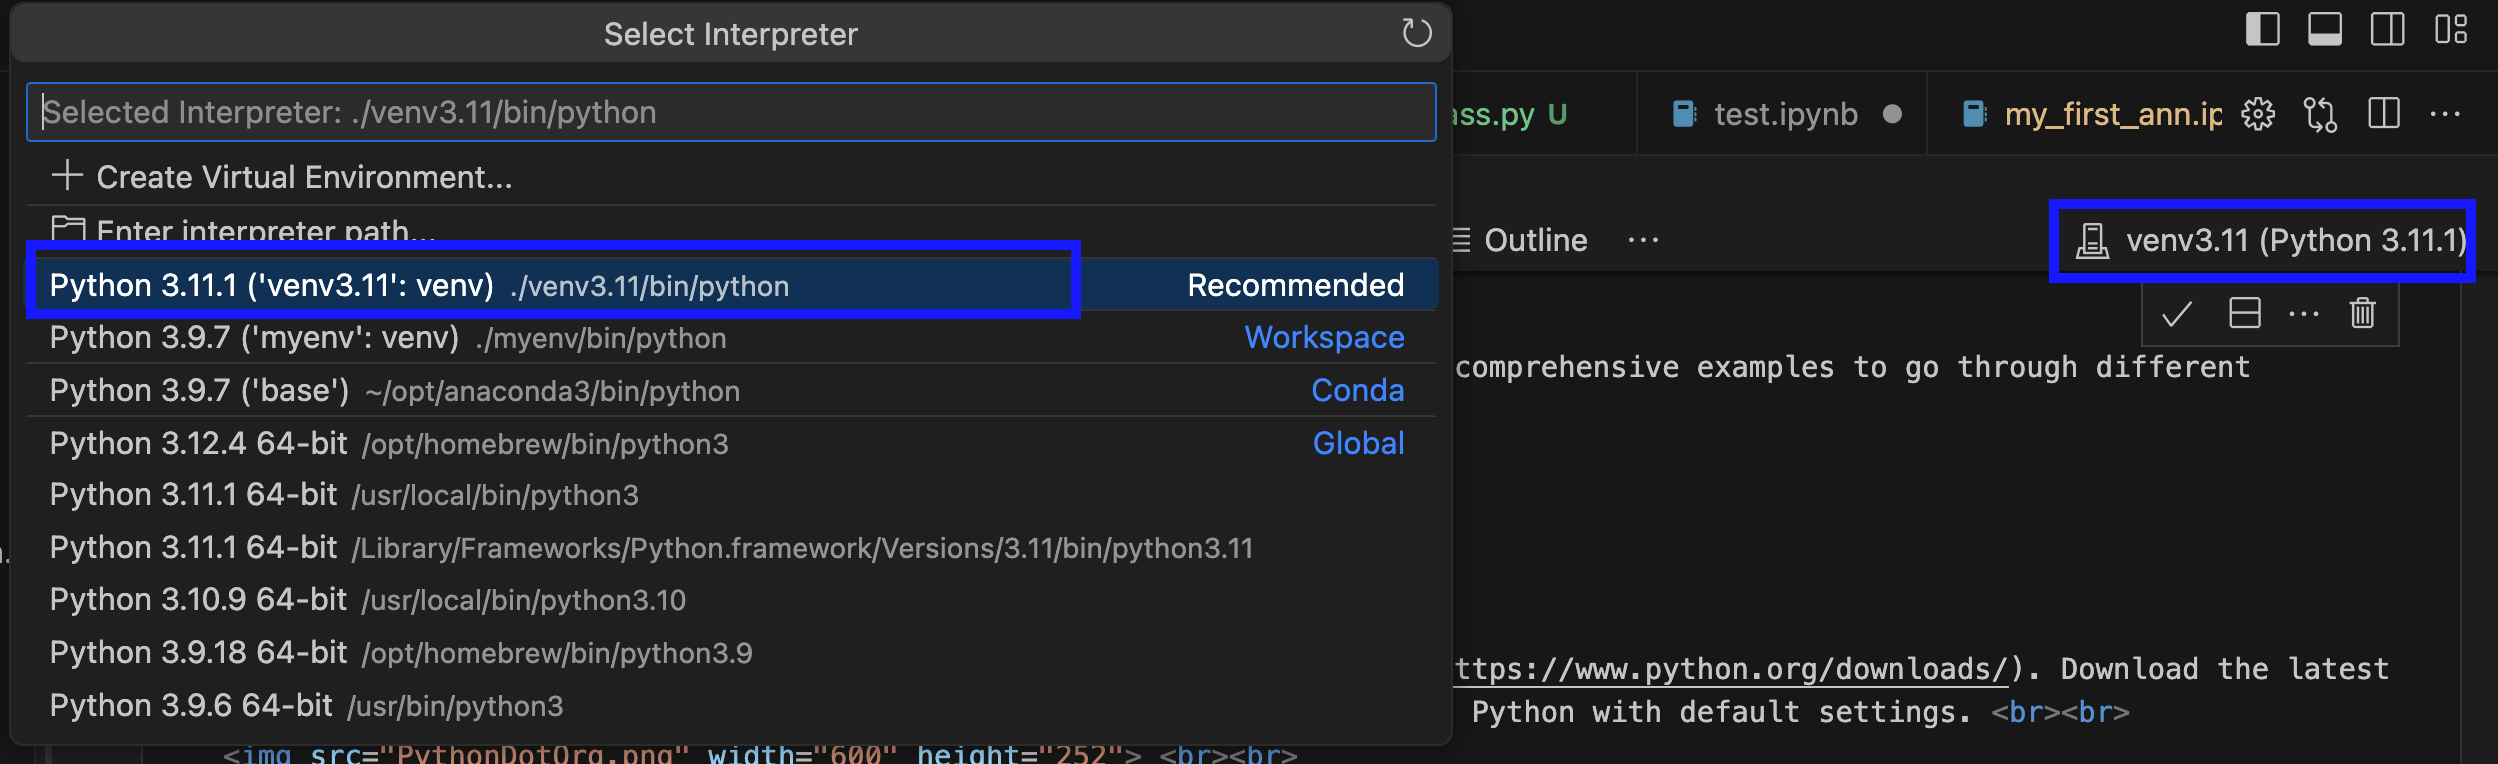 Select Interpreter
Selected Interpreter: ./venv3.11/bin/python
Create Virtual Environment...
Enter interpreter path...
Python 3.11.1 ('venv3.11': venv) ./venv3.11/bin/python Recommended
Python 3.9.7 ('myenv': venv) ./myenv/bin/python Workspace
Python 3.9.7 ('base') ~/opt/anaconda3/bin/python Conda
Python 3.12.4 64-bit /opt/homebrew/bin/python3 Global
Python 3.11.1 64-bit /usr/local/bin/python3
Python 3.11.1 64-bit /Library/Frameworks/Python.framework/Versions/3.11/bin/python3.11
Python 3.10.9 64-bit /usr/local/bin/python3.10
Python 3.9.18 64-bit /opt/homebrew/bin/python3.9
Python 3.9.6 64-bit /usr/bin/python3
ass.py U
test.ipynb
my_first_ann.ip
Outline ...
venv3.11 (Python 3.11.1)
comprehensive examples to go through different
ttps://www.python.org/downloads/). Download the latest
Python with default settings. <br><br>
<img src="PythonDotOrg.png" width="600" height="252"> <br><br>